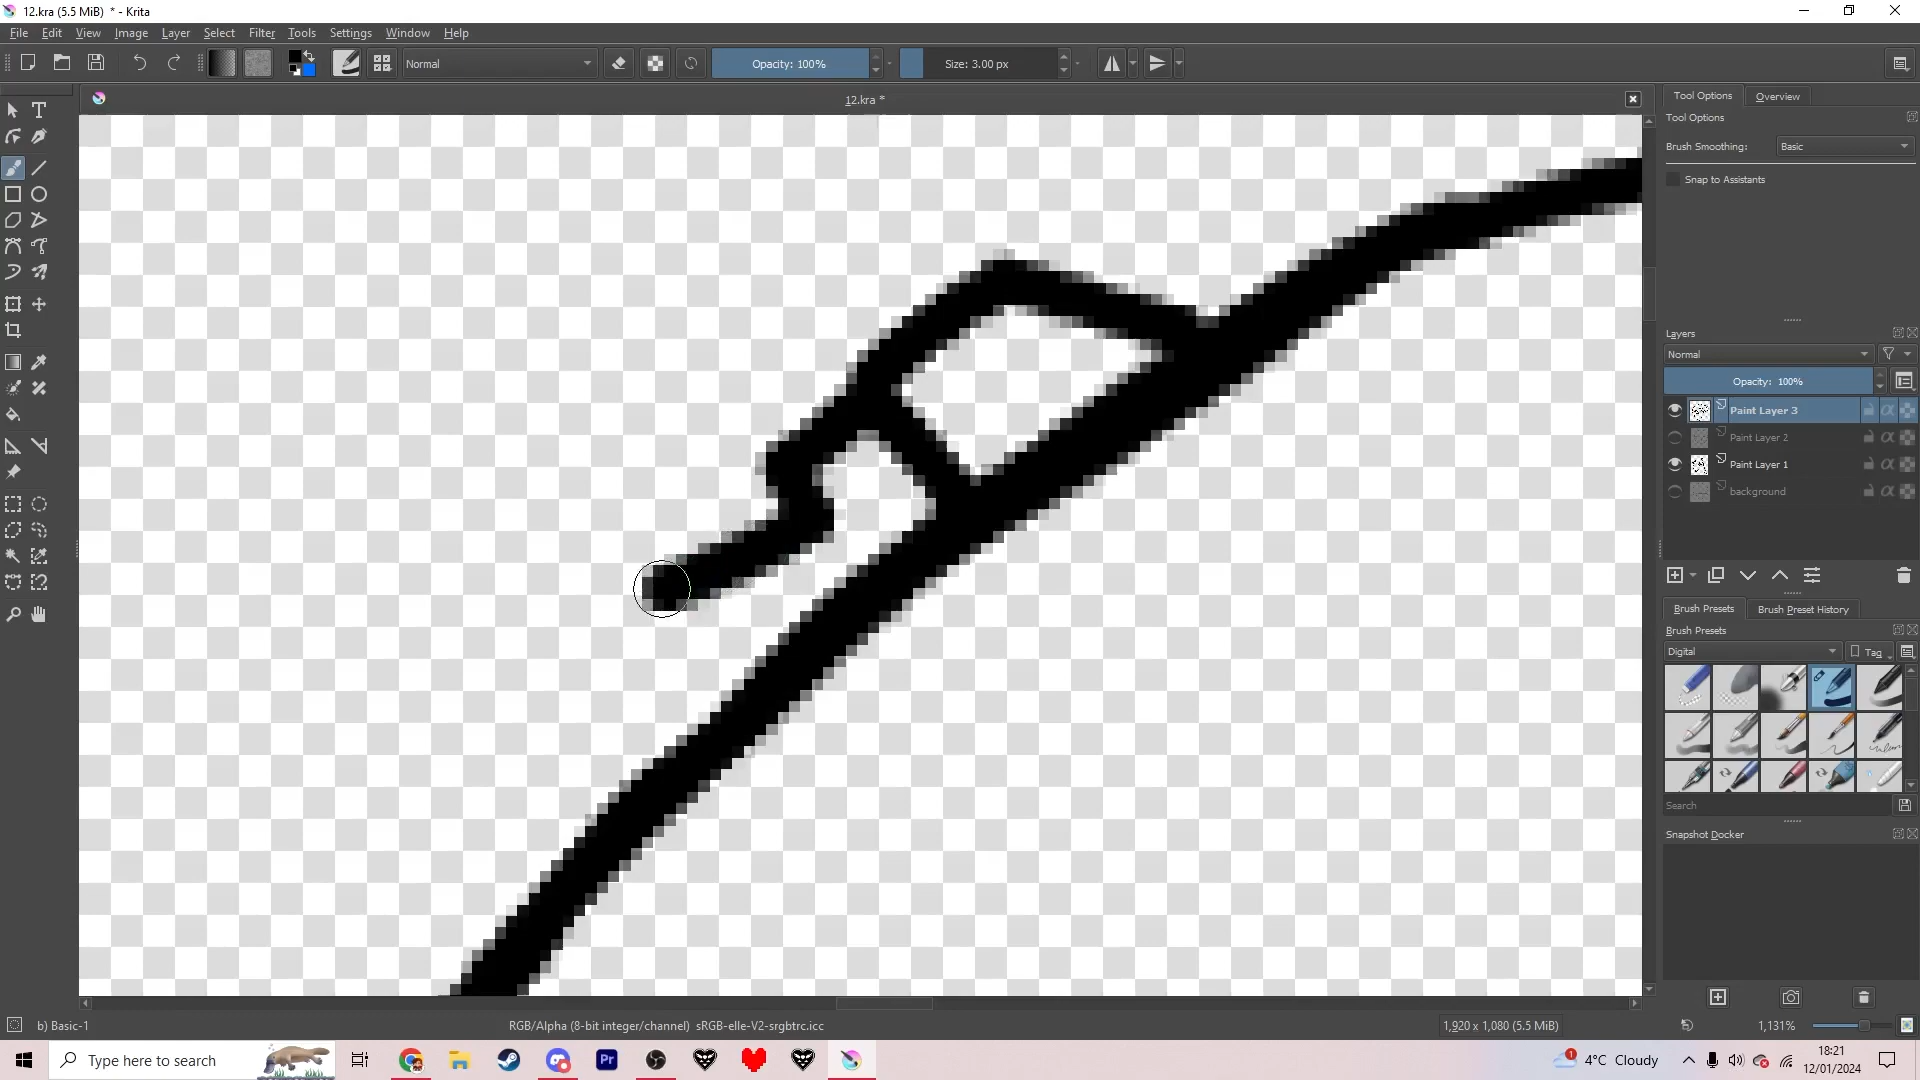 12.kra (5.5 MiB) * - Krita
File Edit View Image Layer Select Filter Tools Settings Window Help
Normal Opacity: 100% Size: 3.00 px
12.kra *
Tool Options Overview
Tool Options
Brush Smoothing: Basic
Snap to Assistants
Layers
Normal
Opacity: 100%
Paint Layer 3
Paint Layer 2
Paint Layer 1
background
Brush Presets Brush Preset History
Brush Presets
Digital Tag
Search
Snapshot Docker
b) Basic-1 RGB/Alpha (8-bit integer/channel) sRGB-elle-V2-srgbtrc.icc 1,920 x 1,080 (5.5 MiB) 1,131%
Type here to search Pr 1 4°C Cloudy 18:21
12/01/2024